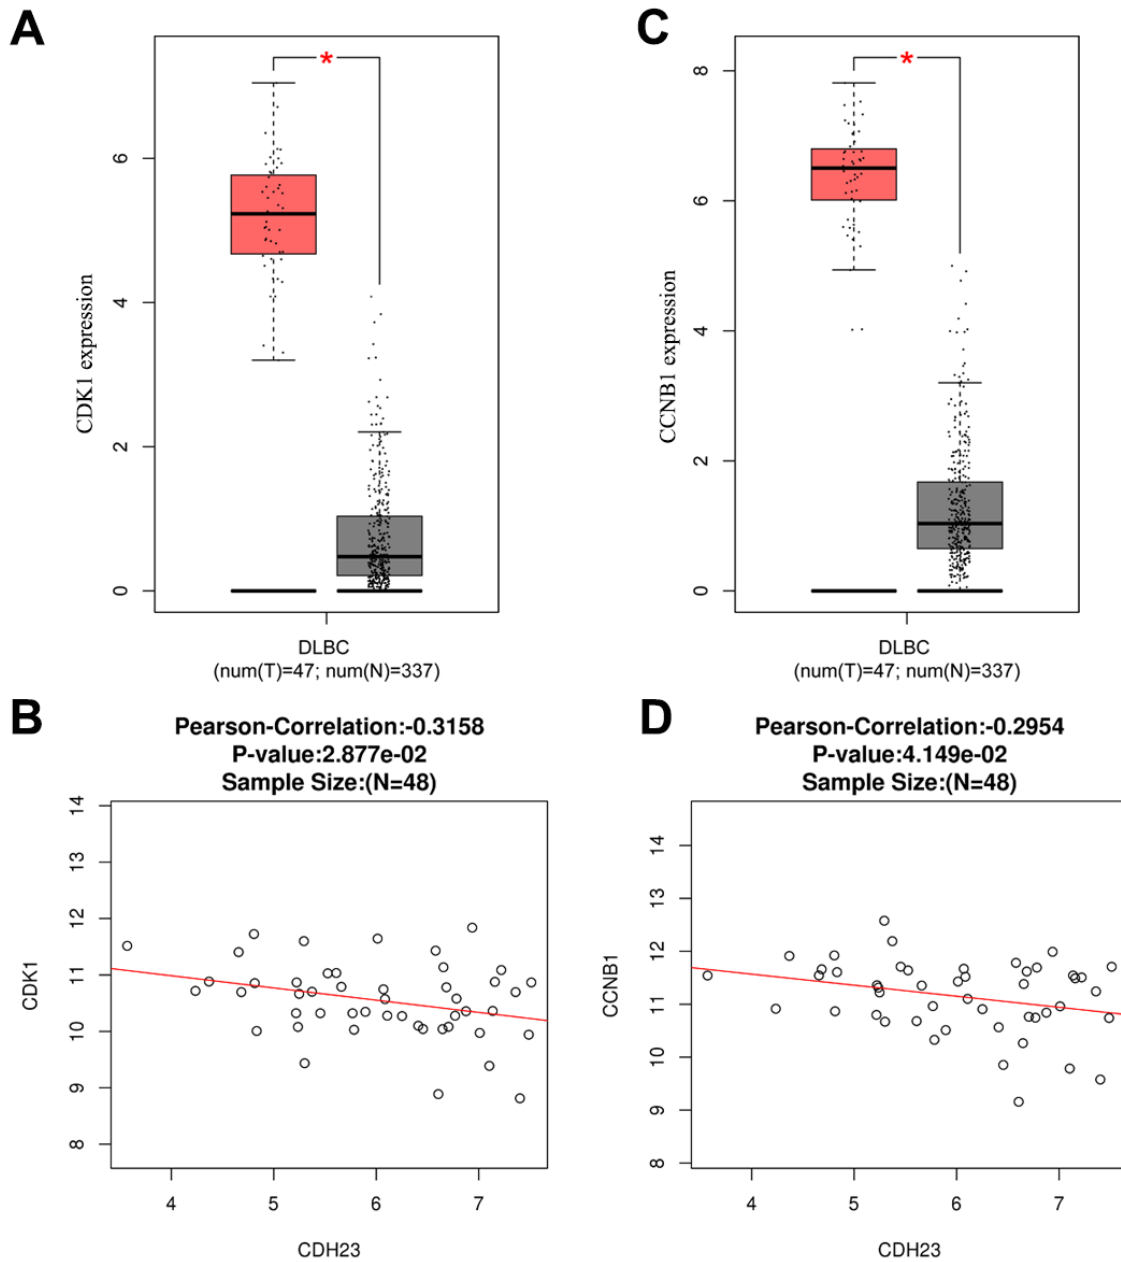 A
C
*
*
CDK1 expression
0
2
4
6
CCNB1 expression
0
2
4
6
8
DLBC
(num(T)=47; num(N)=337)
DLBC
(num(T)=47; num(N)=337)
B
D
Pearson-Correlation:-0.3158
P-value:2.877e-02
Sample Size:(N=48)
Pearson-Correlation:-0.2954
P-value:4.149e-02
Sample Size:(N=48)
CDK1
8
9
10
11
12
13
14
4
5
6
7
CDH23
CCNB1
8
9
10
11
12
13
14
4
5
6
7
CDH23